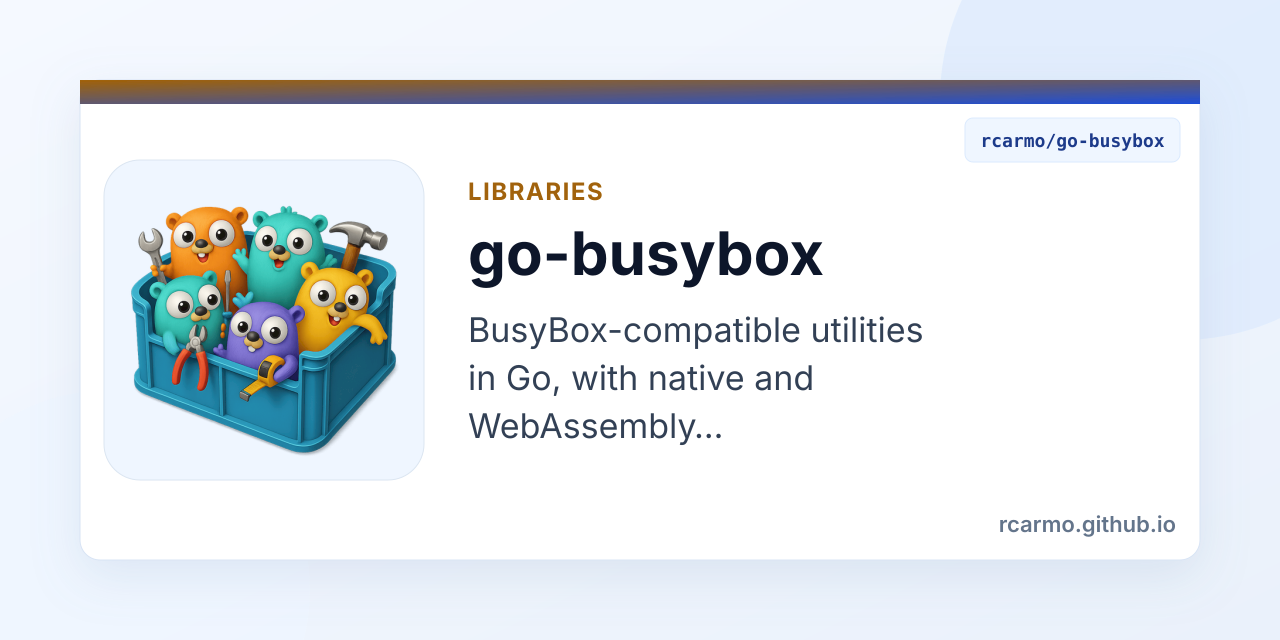 rcarmo/go-busybox
LIBRARIES
go-busybox
BusyBox-compatible utilities
in Go, with native and
WebAssembly...
rcarmo.github.io